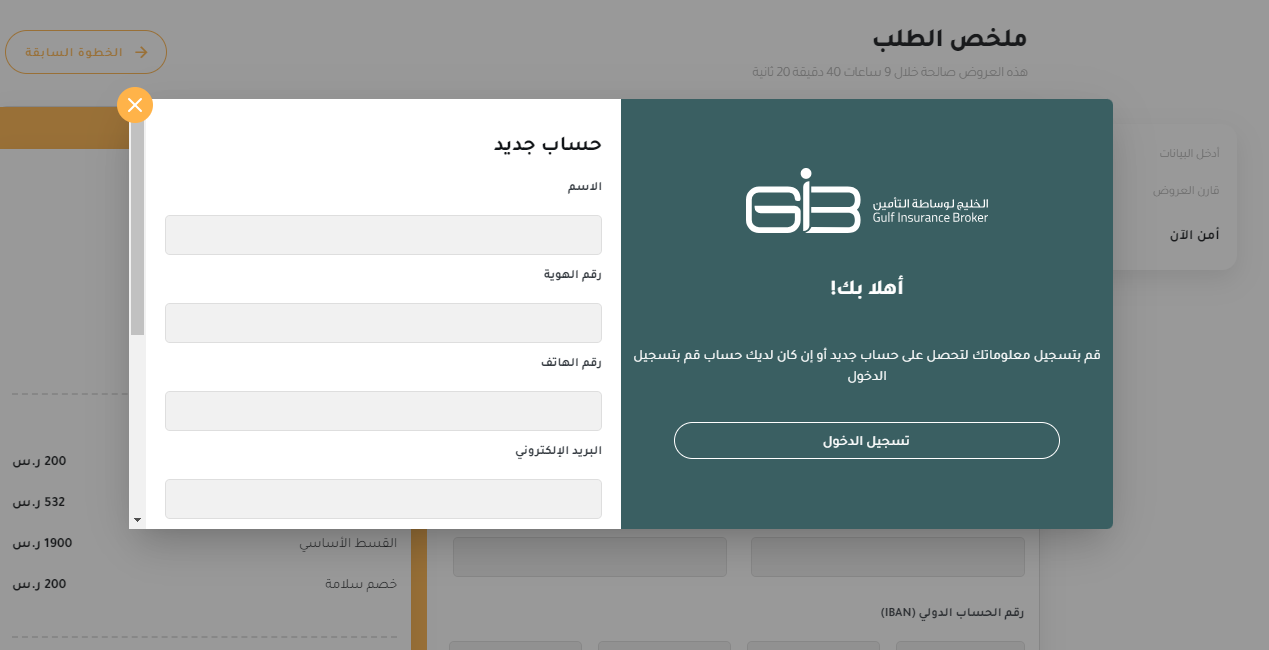 ملخص الطلب
الخطوة السابقة
هذه العروض صالحة خلال 9 ساعات 40 دقيقة 20 ثانية
أدخل البيانات
قارن العروض
أمن الآن
GIB
الخليج لوساطة التأمين
Gulf Insurance Broker
أهلا بك!
قم بتسجيل معلوماتك لتحصل على حساب جديد أو إن كان لديك حساب قم بتسجيل
الدخول
تسجيل الدخول
حساب جديد
الاسم
رقم الهوية
رقم الهاتف
البريد الإلكتروني
رقم الحساب الدولي (IBAN)
200 ر.س
532 ر.س
القسط الأساسي 1900 ر.س
خصم سلامة 200 ر.س